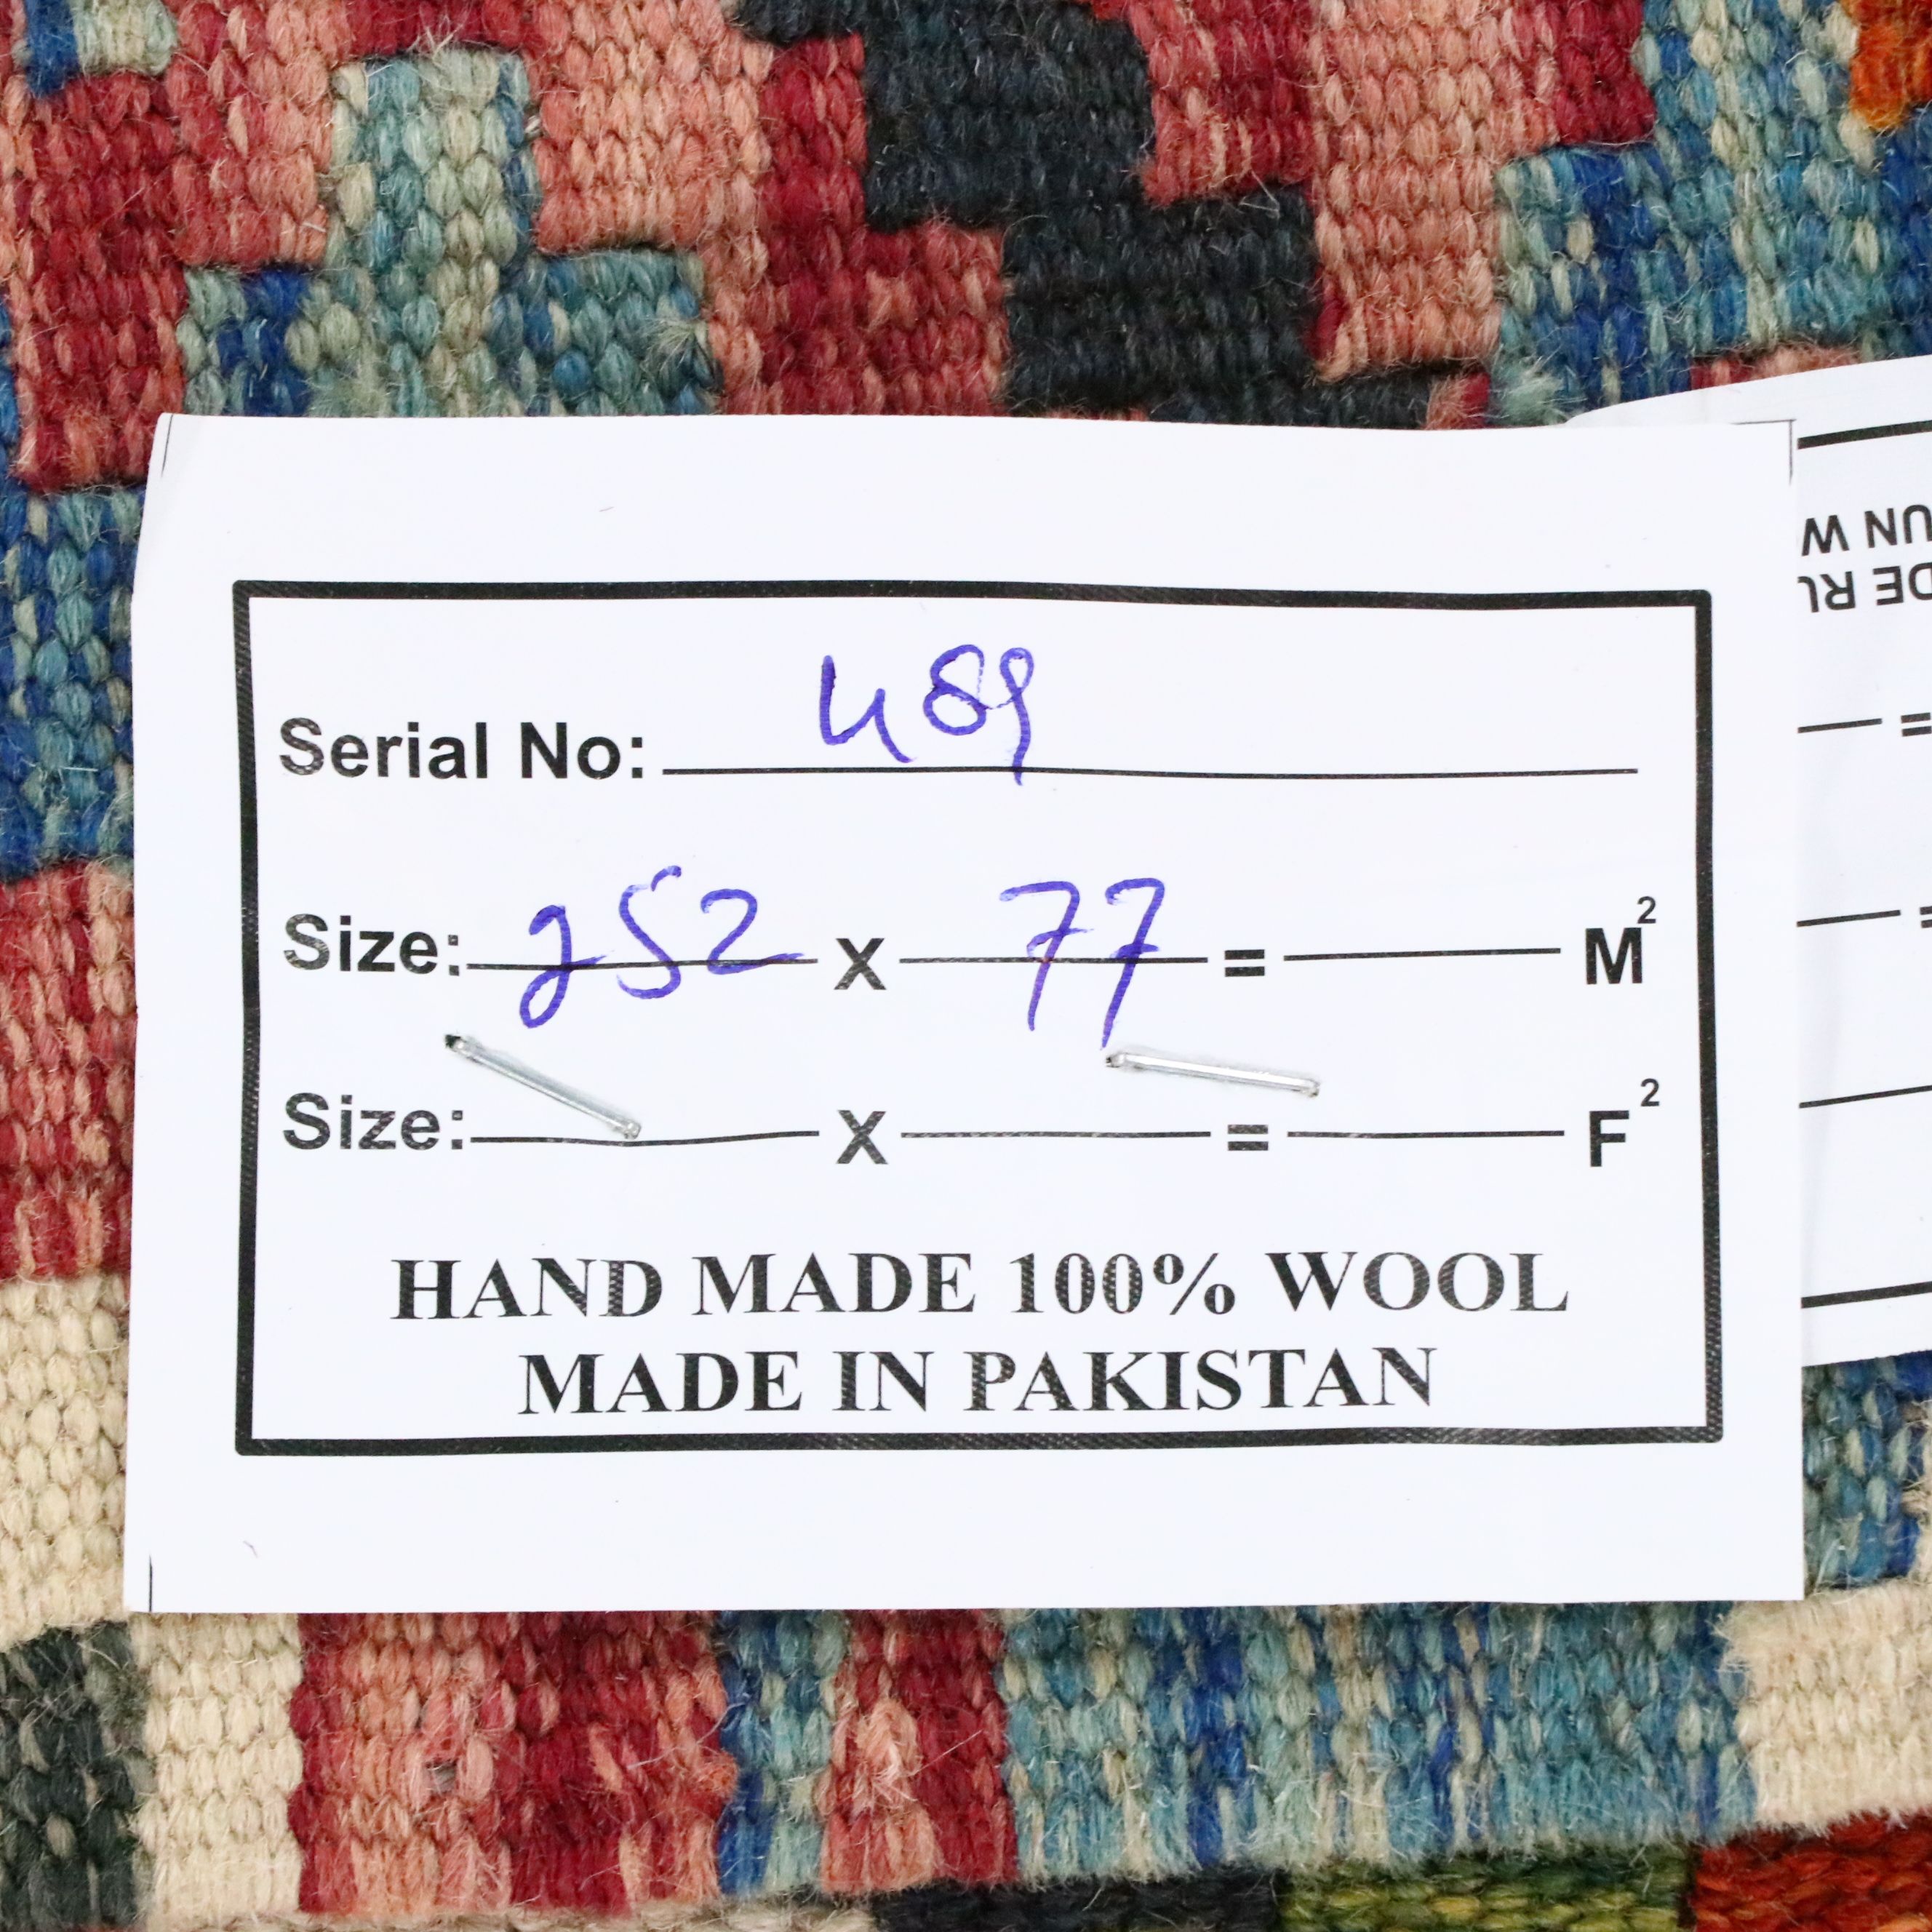 Serial No: 489
Size: 252 X 77 = M²
Size: X = F²
HAND MADE 100% WOOL
MADE IN PAKISTAN